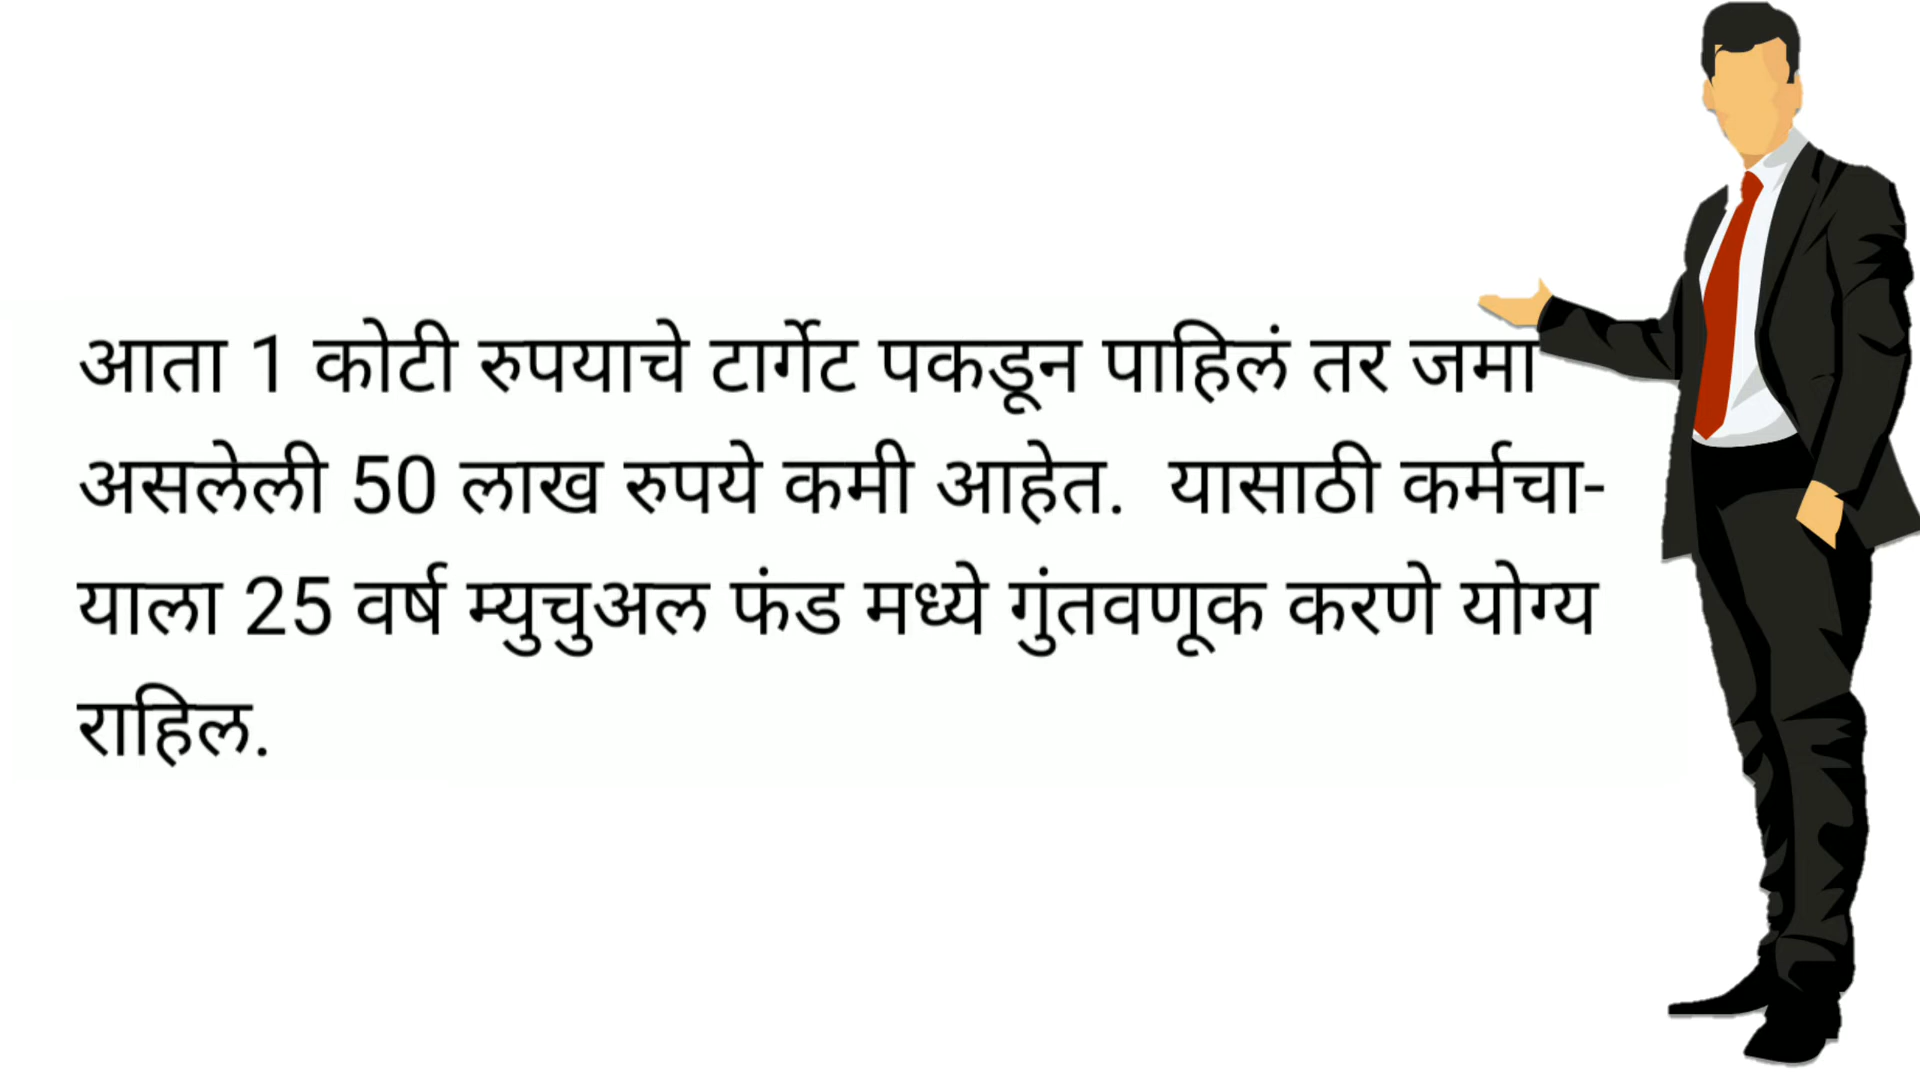 आता 1 कोटी रुपयाचे टार्गेट पकडून पाहिलं तर जमा
असलेली 50 लाख रुपये कमी आहेत.  यासाठी कर्मचा-
याला 25 वर्ष म्युचुअल फंड मध्ये गुंतवणूक करणे योग्य
राहिल.